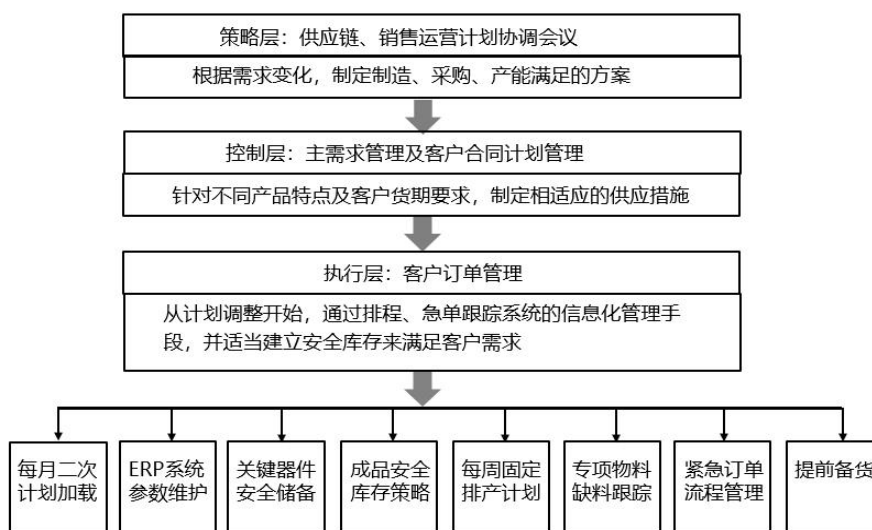 策略层：供应链、销售运营计划协调会议
根据需求变化，制定制造、采购、产能满足的方案
控制层：主需求管理及客户合同计划管理
针对不同产品特点及客户货期要求，制定相适应的供应措施
执行层：客户订单管理
从计划调整开始，通过排程、急单跟踪系统的信息化管理手
段，并适当建立安全库存来满足客户需求
每月二次
计划加载
ERP系统
参数维护
关键器件
安全储备
成品安全
库存策略
每周固定
排产计划
专项物料
缺料跟踪
紧急订单
流程管理
提前备货